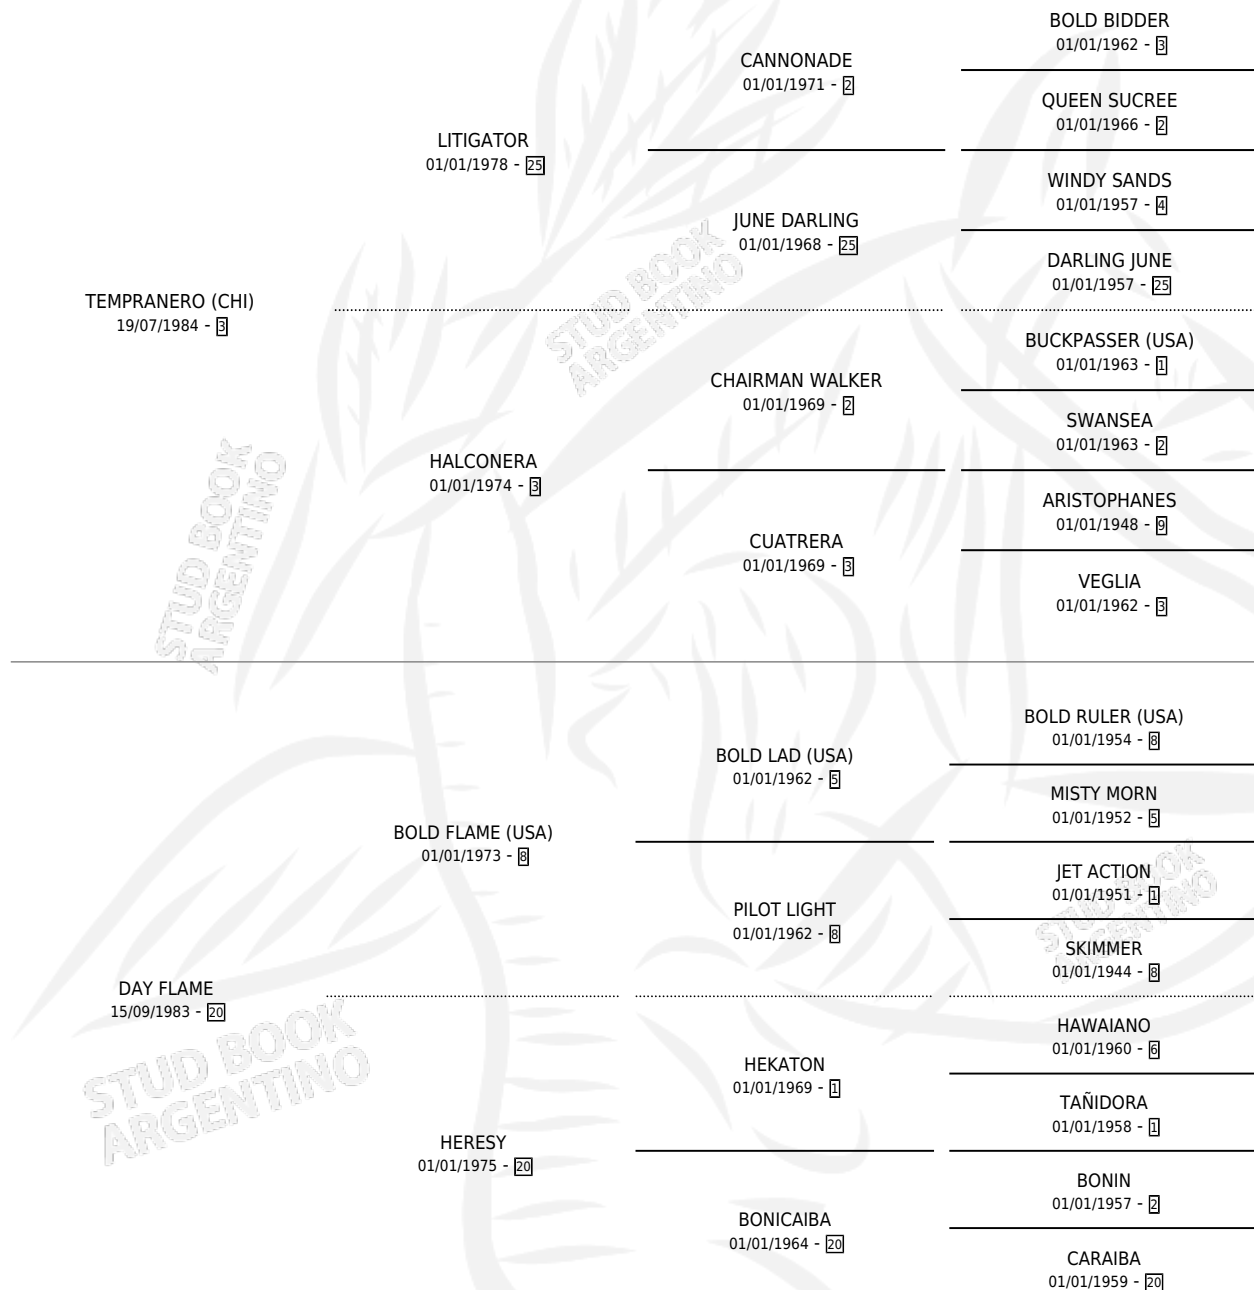 BOLD BIDDER
01/01/1962 - 3
CANNONADE
01/01/1971 - 2
QUEEN SUCREE
01/01/1966 - 2
LITIGATOR
01/01/1978 - 25
WINDY SANDS
01/01/1957 - 4
JUNE DARLING
01/01/1968 - 25
DARLING JUNE
01/01/1957 - 25
TEMPRANERO (CHI)
19/07/1984 - 3
STUD BOOK
ARGENTINO
BUCKPASSER (USA)
01/01/1963 - 1
CHAIRMAN WALKER
01/01/1969 - 2
SWANSEA
01/01/1963 - 2
HALCONERA
01/01/1974 - 3
ARISTOPHANES
01/01/1948 - 9
CUATRERA
01/01/1969 - 3
VEGLIA
01/01/1962 - 3
STUD BOOK
ARGENTINO
BOLD RULER (USA)
01/01/1954 - 8
BOLD LAD (USA)
01/01/1962 - 5
MISTY MORN
01/01/1952 - 5
BOLD FLAME (USA)
01/01/1973 - 8
JET ACTION
01/01/1951 - 1
PILOT LIGHT
01/01/1962 - 8
STUD BOOK
ARGENTINO
SKIMMER
01/01/1944 - 8
DAY FLAME
15/09/1983 - 20
STUD BOOK
ARGENTINO
HAWAIANO
01/01/1960 - 6
HEKATON
01/01/1969 - 1
TAÑIDORA
01/01/1958 - 1
HERESY
01/01/1975 - 20
BONIN
01/01/1957 - 2
BONICAIBA
01/01/1964 - 20
CARAIBA
01/01/1959 - 20